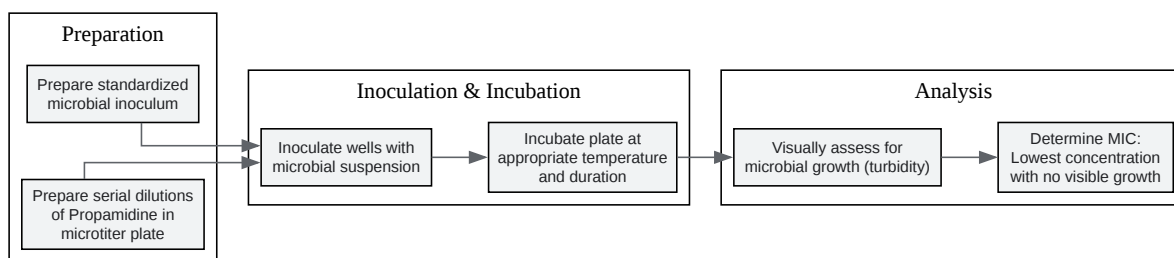 Preparation
Prepare standardized
microbial inoculum
Prepare serial dilutions
of Propamidine in
microtiter plate
Inoculation & Incubation
Inoculate wells with
microbial suspension
Incubate plate at
appropriate temperature
and duration
Analysis
Visually assess for
microbial growth (turbidity)
Determine MIC:
Lowest concentration
with no visible growth